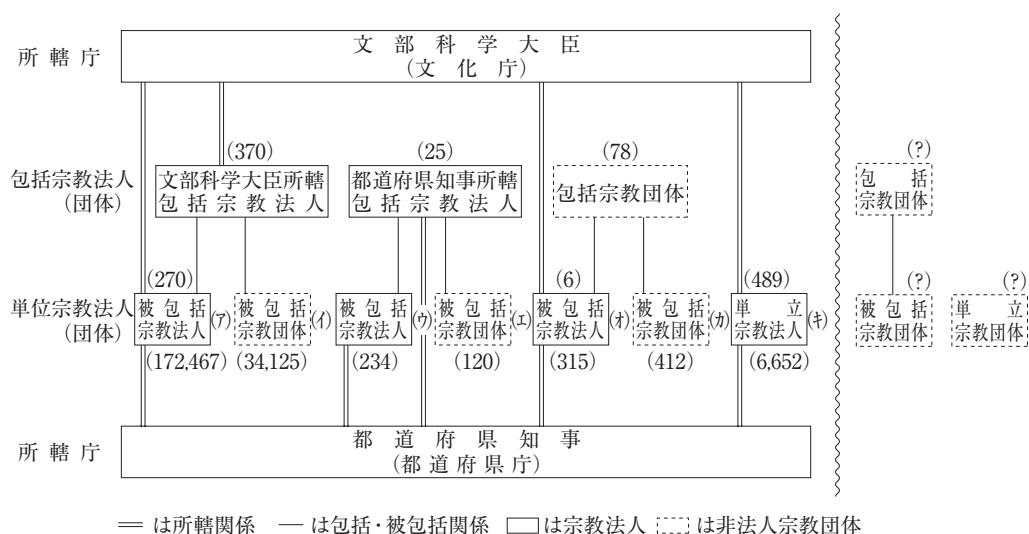 所轄庁
文部科学大臣
(文化庁)
(370)
(25)
(78)
(?)
包括宗教法人
(団体)
文部科学大臣所轄
包括宗教法人
都道府県知事所轄
包括宗教法人
包括宗教団体
包括
宗教団体
(270)
(6)
(489)
(?)
(?)
単位宗教法人
(団体)
被包括
宗教法人
(ア)
被包括
宗教団体
(イ)
被包括
宗教法人
(ウ)
被包括
宗教団体
(エ)
被包括
宗教法人
(オ)
被包括
宗教団体
(カ)
単立
宗教法人
(キ)
被包括
宗教団体
単立
宗教団体
(172,467)
(34,125)
(234)
(120)
(315)
(412)
(6,652)
所轄庁
都道府県知事
(都道府県庁)
は所轄関係 は包括・被包括関係 は宗教法人 は非法人宗教団体